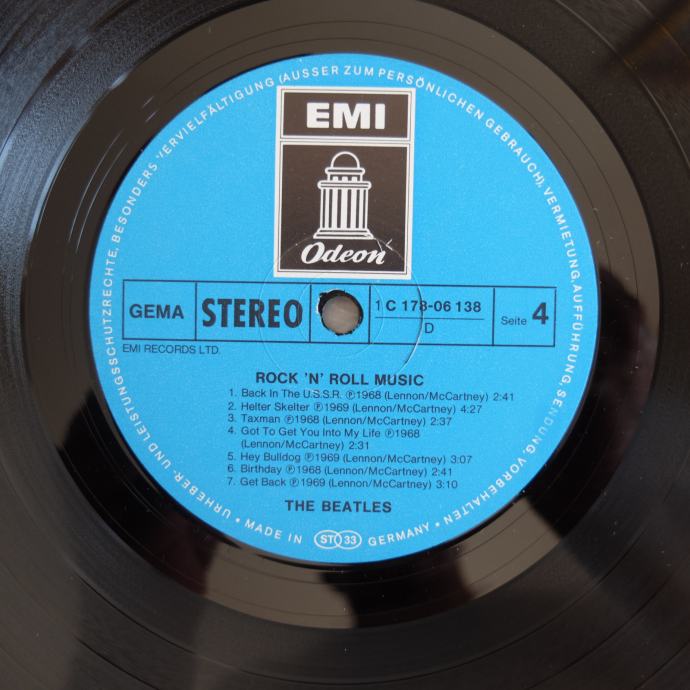 URHEBER- UND LEISTUNGSSCHUTZRECHTE, BESONDERS VERVIELFÄLTIGUNG (AUSSER ZUM PERSÖNLICHEN GEBRAUCH), VERMIETUNG, AUFFÜHRUNG, SENDUNG, VORBEHALTEN
EMI
Odeon
GEMA STEREO 1 C 178-06 138 Seite 4
D
EMI RECORDS LTD.
ROCK 'N' ROLL MUSIC
1. Back In The U.S.S.R. ℗1968 (Lennon/McCartney) 2:41
2. Helter Skelter ℗1969 (Lennon/McCartney) 4:27
3. Taxman ℗1968 (Lennon/McCartney) 2:37
4. Got To Get You Into My Life ℗1968
(Lennon/McCartney) 2:31
5. Hey Bulldog ℗1969 (Lennon/McCartney) 3:07
6. Birthday ℗1968 (Lennon/McCartney) 2:41
7. Get Back ℗1969 (Lennon/McCartney) 3:10
THE BEATLES
• MADE IN ST 33 GERMANY •